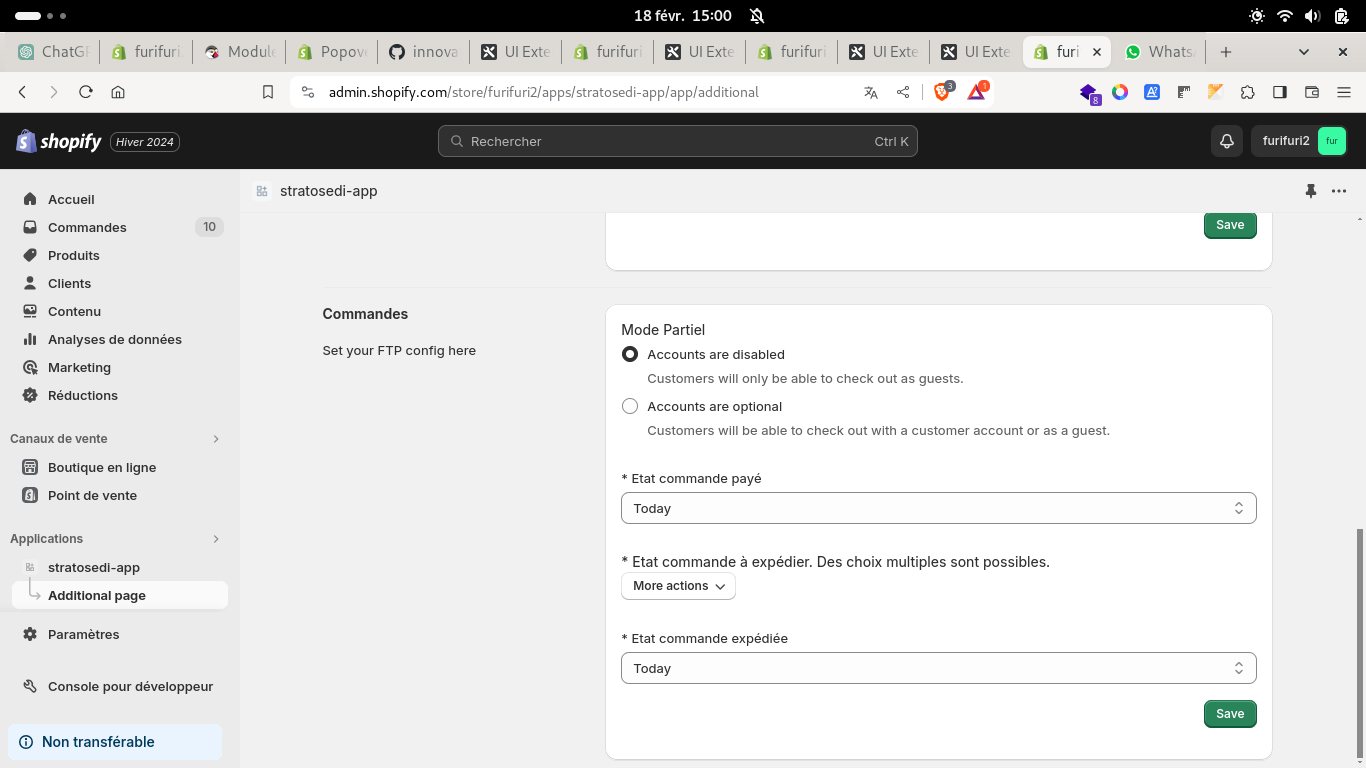 18 févr. 15:00
ChatG
furifuri
Module
Popov
innova
UI Exte
furifuri
UI Exte
furifuri
UI Exte
UI Exte
furi
Whats
admin.shopify.com/store/furifuri2/apps/stratosedi-app/app/additional
3
1
8
shopify
Hiver 2024
Rechercher
Ctrl K
furifuri2
fur
Accueil
Commandes
10
Produits
Clients
Contenu
Analyses de données
Marketing
Réductions
Canaux de vente
Boutique en ligne
Point de vente
Applications
stratosedi-app
Additional page
Paramètres
Console pour développeur
Non transférable
stratosedi-app
Save
Commandes
Set your FTP config here
Mode Partiel
Accounts are disabled
Customers will only be able to check out as guests.
Accounts are optional
Customers will be able to check out with a customer account or as a guest.
* Etat commande payé
Today
* Etat commande à expédier. Des choix multiples sont possibles.
More actions
* Etat commande expédiée
Today
Save